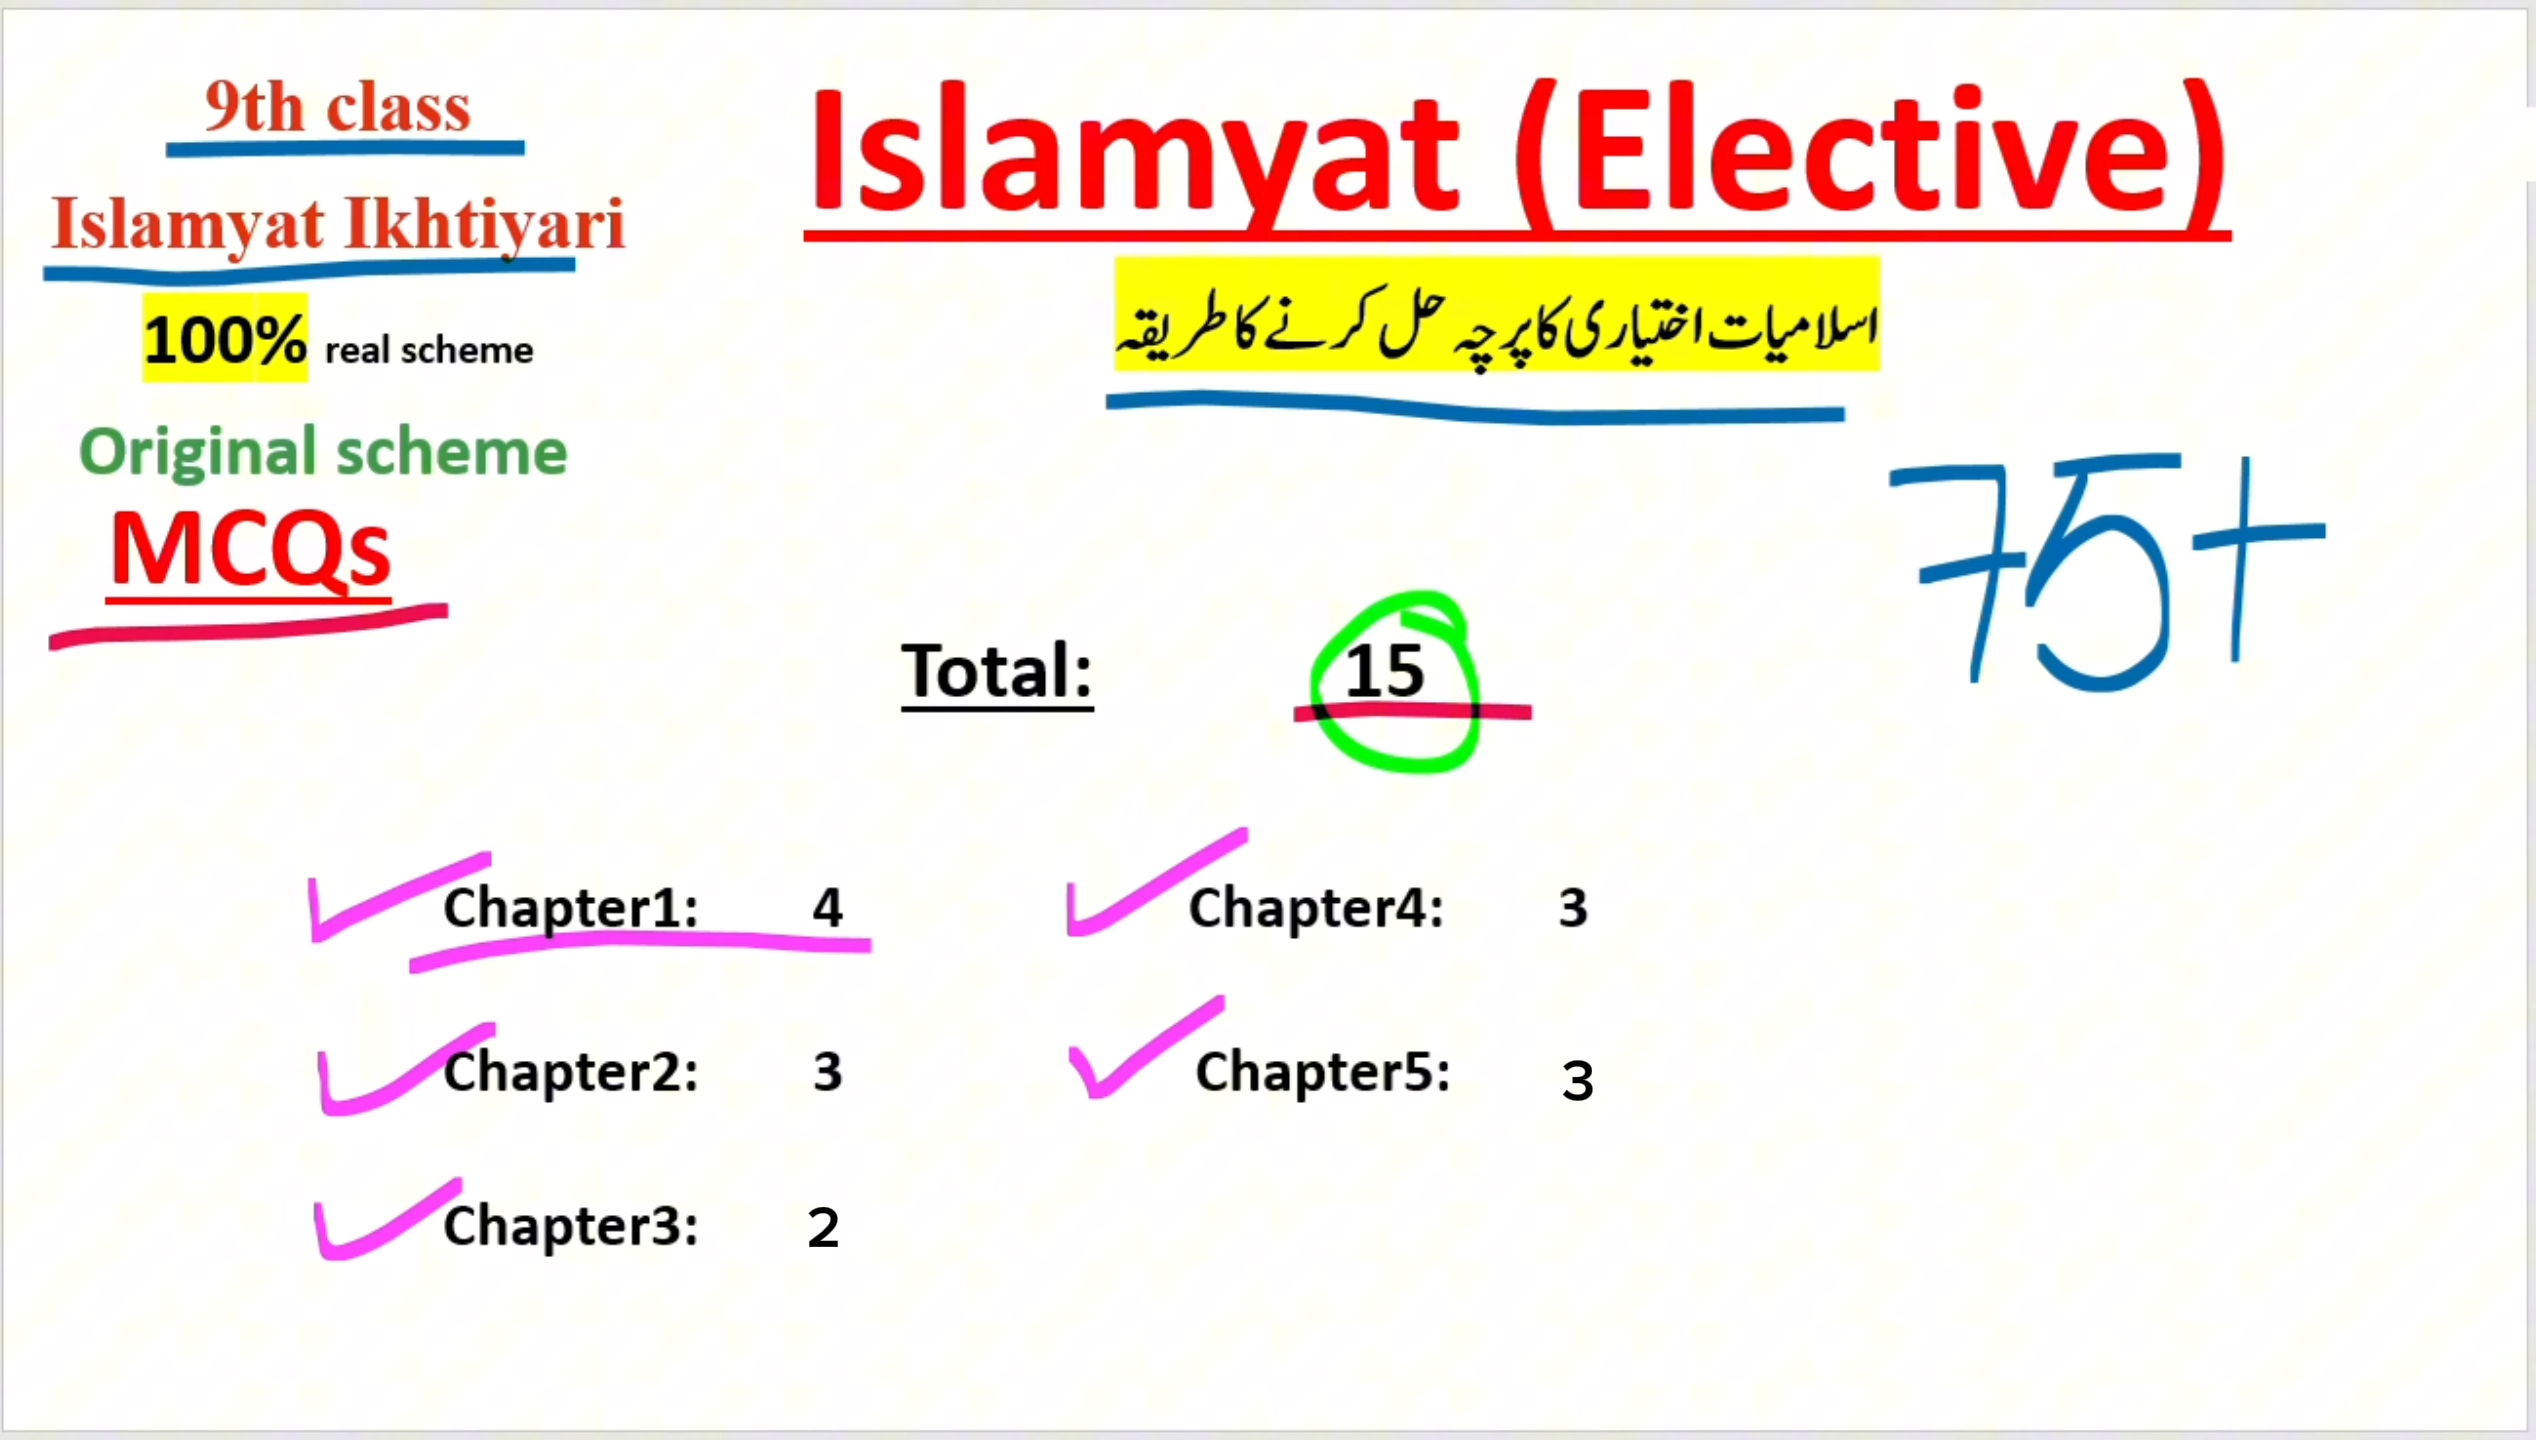 9th class
Islamyat Ikhtiyari
100% real scheme
Original scheme
MCQs
Islamyat (Elective)
اسلامیات اختیاری کا پرچہ حل کرنے کا طریقہ
75+
Total: 15
Chapter1: 4
Chapter4: 3
Chapter2: 3
Chapter5: 3
Chapter3: 2